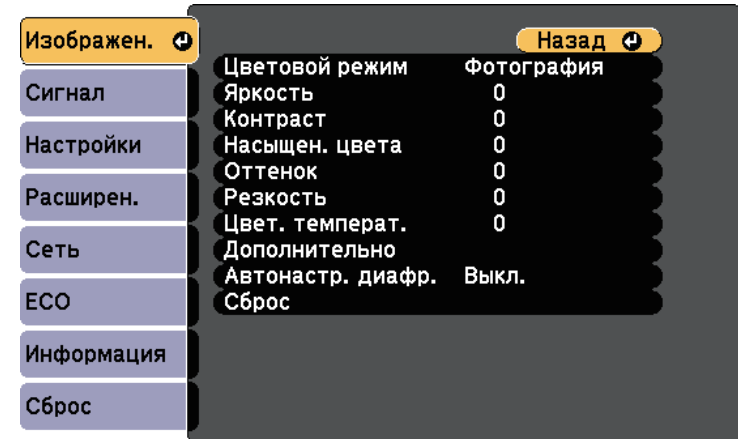 Изображен.
Сигнал
Настройки
Расширен.
Сеть
ECO
Информация
Сброс
Назад
Цветовой режим Фотография
Яркость 0
Контраст 0
Насыщен. цвета 0
Оттенок 0
Резкость 0
Цвет. температ. 0
Дополнительно
Автонастр. диафр. Выкл.
Сброс